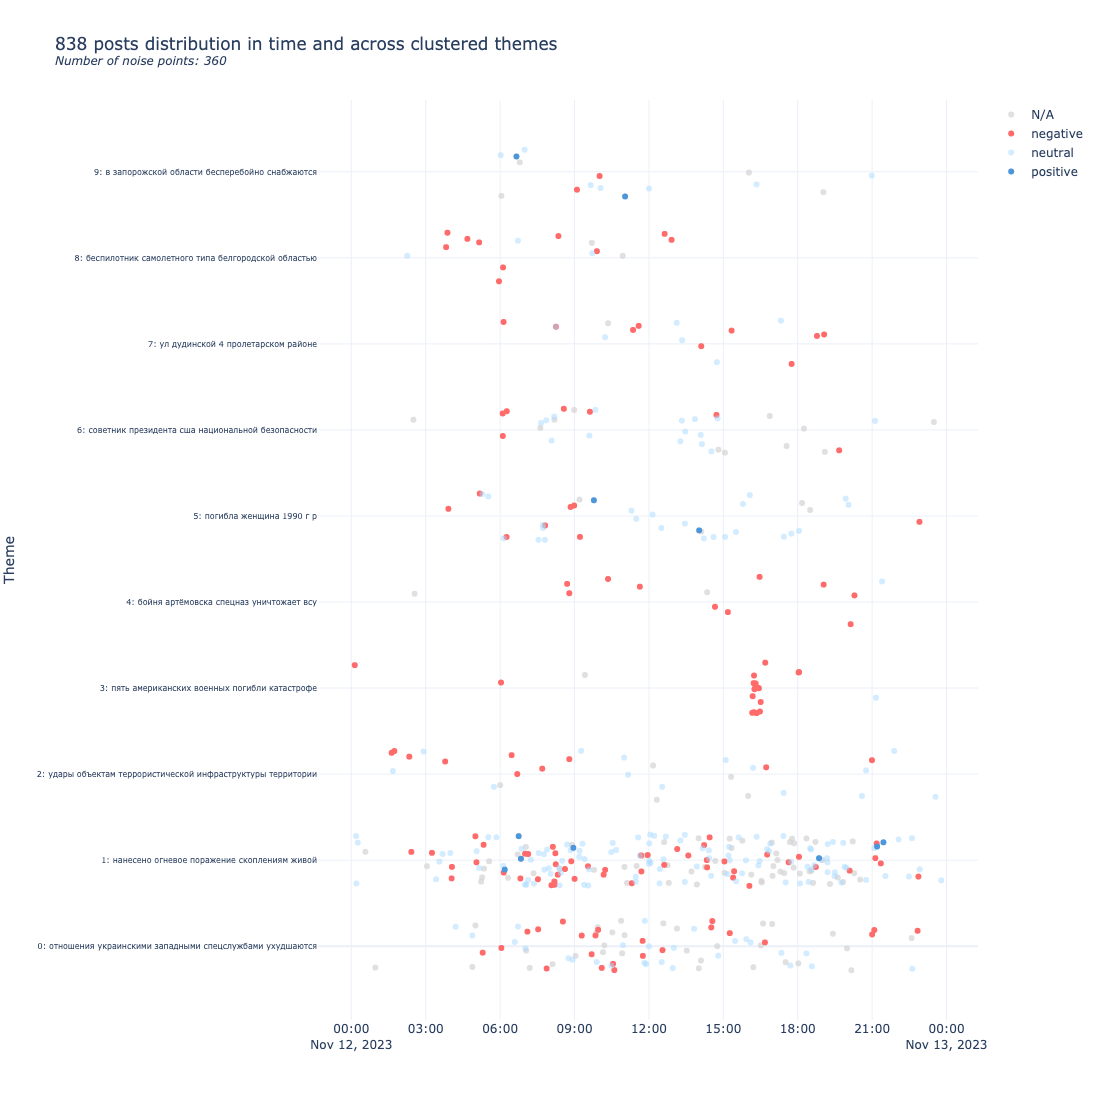 838 posts distribution in time and across clustered themes
Number of noise points: 360
N/A
negative
neutral
positive
9: в запорожской области бесперебойно снабжаются
8: беспилотник самолетного типа белгородской областью
7: ул дудинской 4 пролетарском районе
6: советник президента сша национальной безопасности
5: погибла женщина 1990 г р
4: бойня артёмовска спецназ уничтожает всу
3: пять американских военных погибли катастрофе
2: удары объектам террористической инфраструктуры территории
1: нанесено огневое поражение скоплениям живой
0: отношения украинскими западными спецслужбами ухудшаются
Theme
00:00 03:00 06:00 09:00 12:00 15:00 18:00 21:00 00:00
Nov 12, 2023 Nov 13, 2023